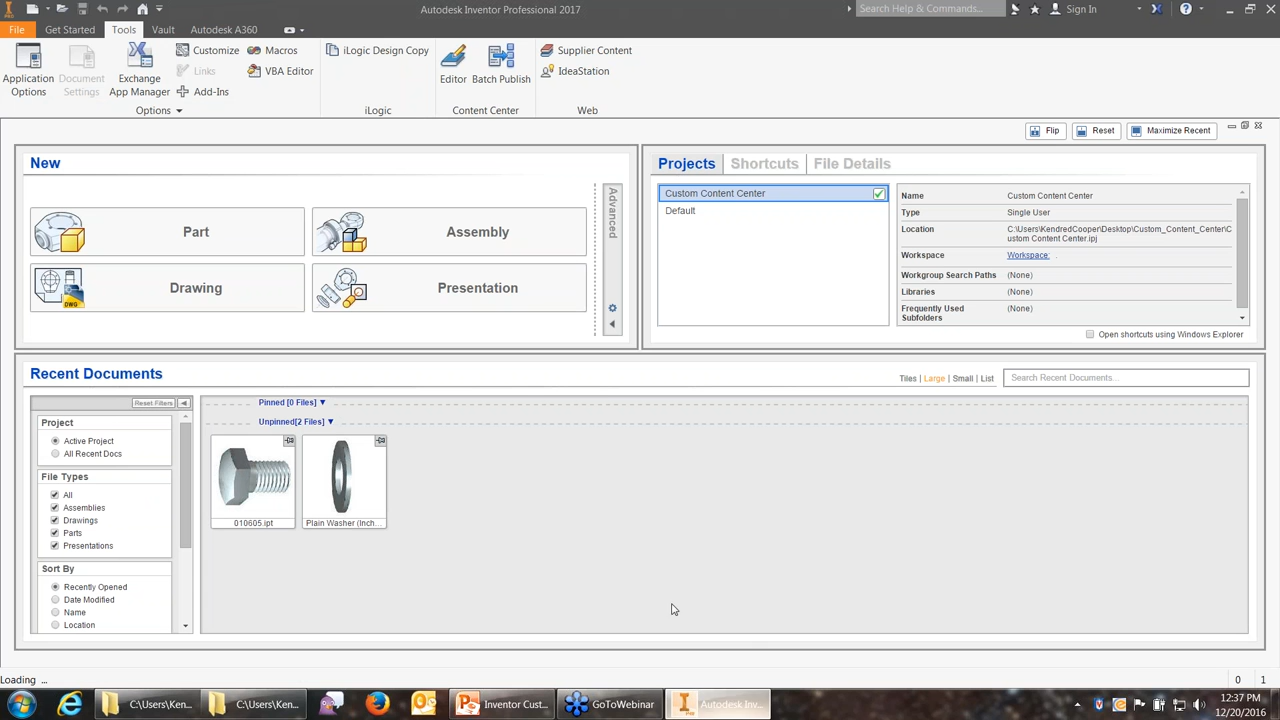 Autodesk Inventor Professional 2017
Search Help & Commands...
Sign In
File
Get Started
Tools
Vault
Autodesk A360
Application Options
Document Settings
Exchange App Manager
Customize
Links
Add-Ins
Macros
VBA Editor
iLogic Design Copy
Editor
Batch Publish
Supplier Content
IdeaStation
Options
iLogic
Content Center
Web
Flip
Reset
Maximize Recent
New
Part
Assembly
Drawing
Presentation
Advanced
Projects
Shortcuts
File Details
Custom Content Center
Default
Name Custom Content Center
Type Single User
Location C:\Users\KendredCooper\Desktop\Custom_Content_Center\C
ustom Content Center.ipj
Workspace Workspace: .
Workgroup Search Paths (None)
Libraries (None)
Frequently Used (None)
Subfolders
Open shortcuts using Windows Explorer
Recent Documents
Tiles | Large | Small | List
Search Recent Documents...
Reset Filters
Project
Active Project
All Recent Docs
File Types
All
Assemblies
Drawings
Parts
Presentations
Sort By
Recently Opened
Date Modified
Name
Location
Pinned [0 Files]
Unpinned[2 Files]
010605.ipt
Plain Washer (Inch...
Loading ...
0 1
C:\Users\Ken...
C:\Users\Ken...
Inventor Cust...
GoToWebinar
Autodesk Inv...
12:37 PM
12/20/2016